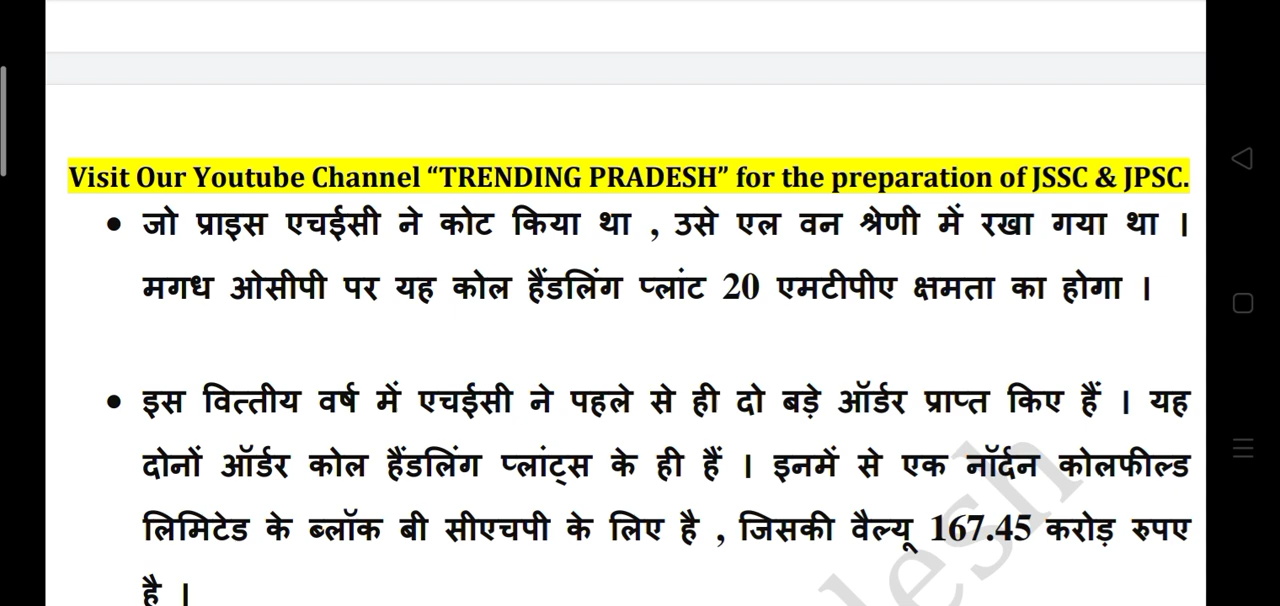 Visit Our Youtube Channel “TRENDING PRADESH” for the preparation of JSSC & JPSC.
• जो प्राइस एचईसी ने कोट किया था , उसे एल वन श्रेणी में रखा गया था ।
मगध ओसीपी पर यह कोल हैंडलिंग प्लांट 20 एमटीपीए क्षमता का होगा ।
• इस वित्तीय वर्ष में एचईसी ने पहले से ही दो बड़े ऑर्डर प्राप्त किए हैं । यह
दोनों ऑर्डर कोल हैंडलिंग प्लांट्स के ही हैं । इनमें से एक नॉर्दन कोलफील्ड
लिमिटेड के ब्लॉक बी सीएचपी के लिए है , जिसकी वैल्यू 167.45 करोड़ रुपए
है ।